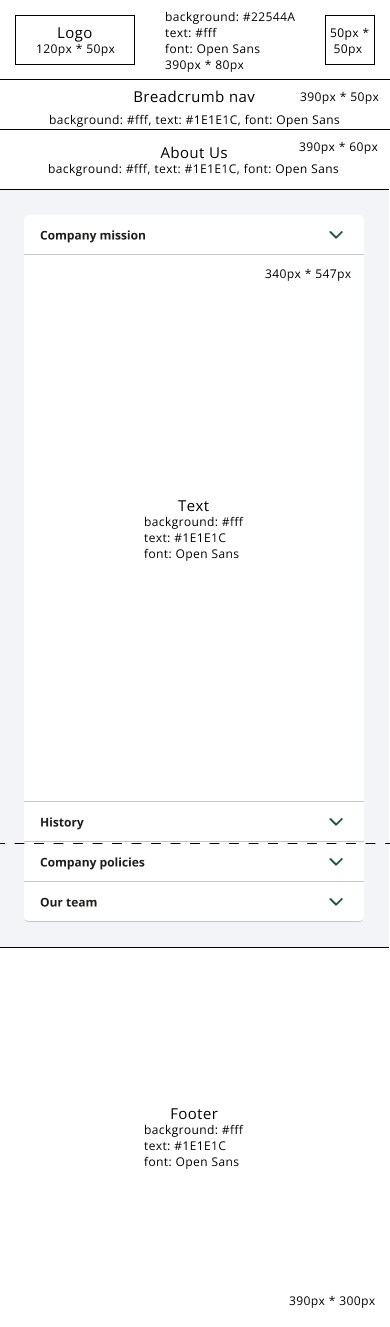 Logo
120px * 50px
background: #22544A
text: #fff
font: Open Sans
390px * 80px
50px *
50px
Breadcrumb nav
390px * 50px
background: #fff, text: #1E1E1C, font: Open Sans
About Us
390px * 60px
background: #fff, text: #1E1E1C, font: Open Sans
Company mission
340px * 547px
Text
background: #fff
text: #1E1E1C
font: Open Sans
History
Company policies
Our team
Footer
background: #fff
text: #1E1E1C
font: Open Sans
390px * 300px